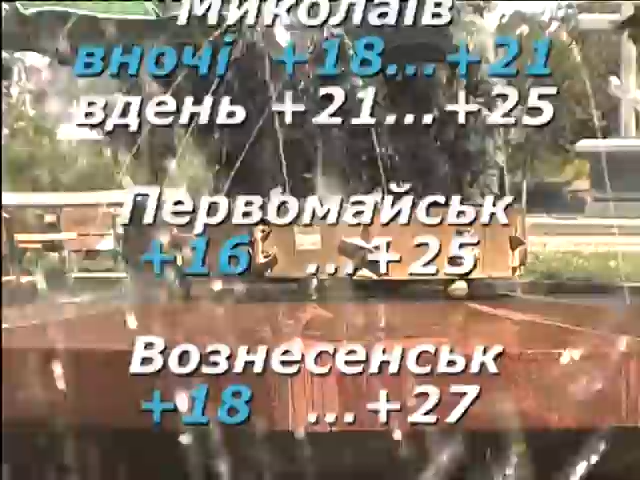 Миколаїв
вночі +18...+21
вдень +21...+25
Первомайськ
+16 ...+25
Вознесенськ
+18 ...+27